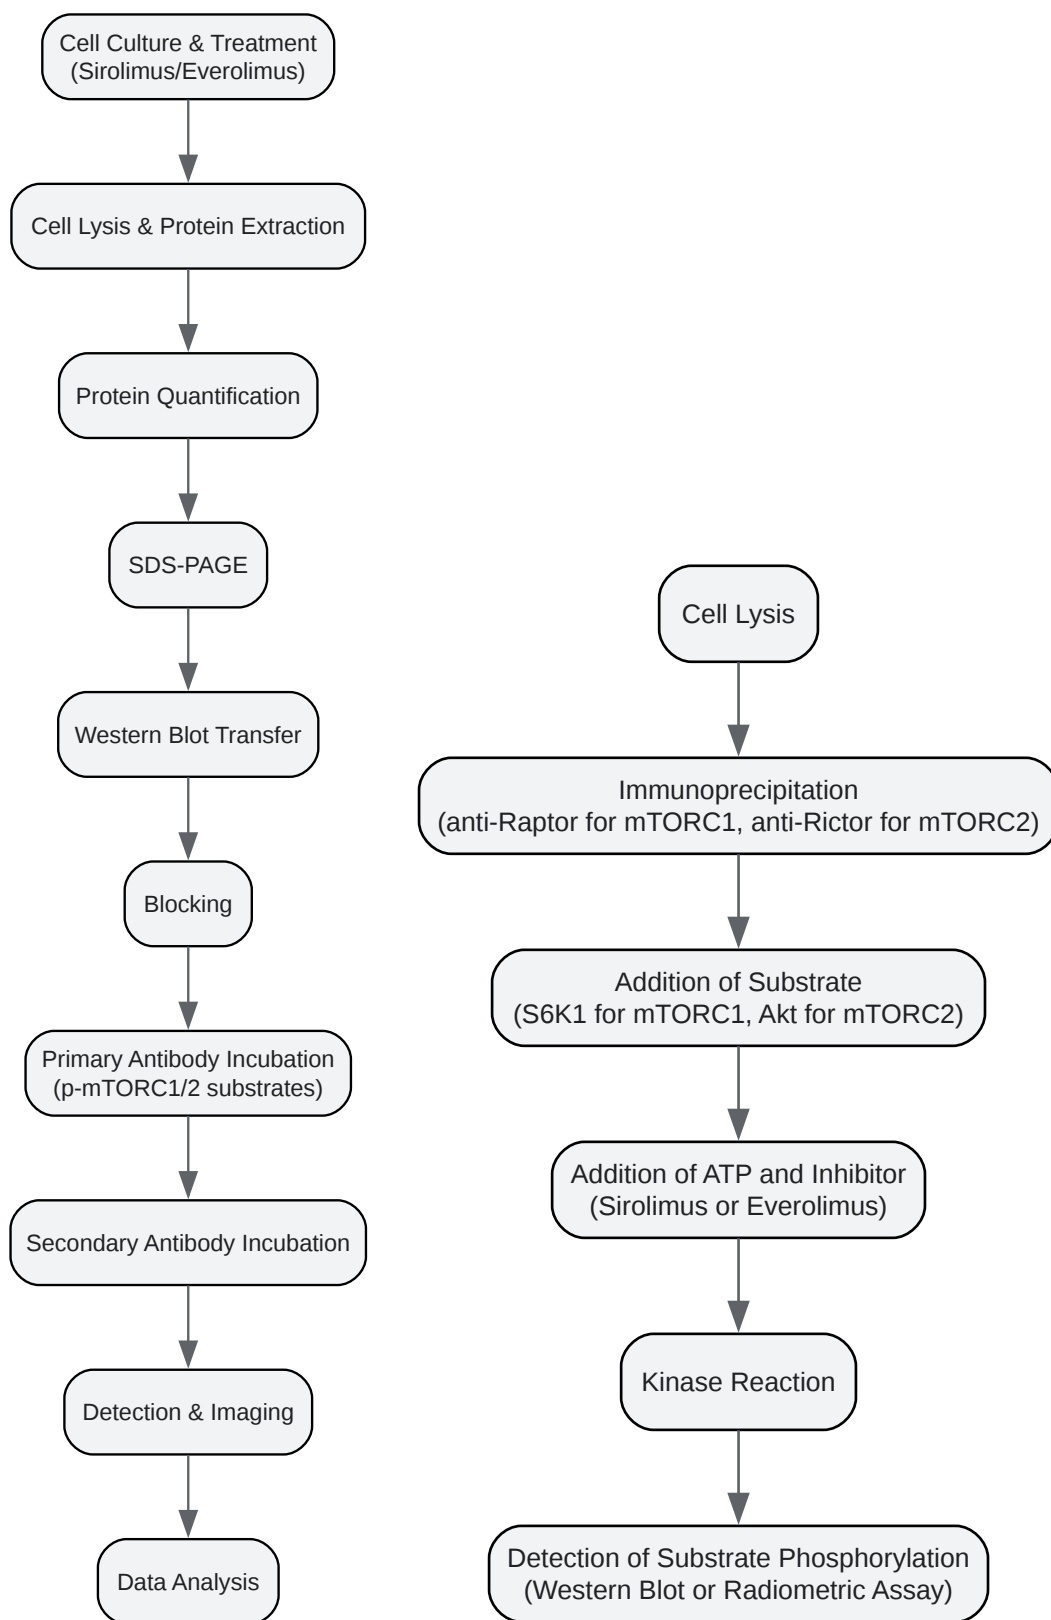 Cell Culture & Treatment
(Sirolimus/Everolimus)
Cell Lysis & Protein Extraction
Protein Quantification
SDS-PAGE
Western Blot Transfer
Blocking
Primary Antibody Incubation
(p-mTORC1/2 substrates)
Secondary Antibody Incubation
Detection & Imaging
Data Analysis
Cell Lysis
Immunoprecipitation
(anti-Raptor for mTORC1, anti-Rictor for mTORC2)
Addition of Substrate
(S6K1 for mTORC1, Akt for mTORC2)
Addition of ATP and Inhibitor
(Sirolimus or Everolimus)
Kinase Reaction
Detection of Substrate Phosphorylation
(Western Blot or Radiometric Assay)